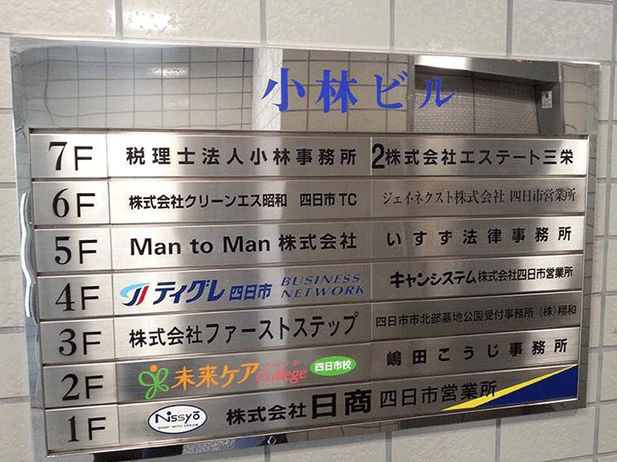 小林ビル
7F 税理士法人小林事務所 2株式会社エステート三栄
6F 株式会社クリーンエス昭和 四日市TC ジェイ・ネクスト株式会社 四日市営業所
5F Man to Man 株式会社 いすず法律事務所
4F ティグレ四日市 BUSINESS NETWORK キャンシステム株式会社四日市営業所
3F 株式会社ファーストステップ 四日市市北部墓地公園受付事務所(株)翔和
2F 未来ケアCollege 四日市校 嶋田こうじ事務所
1F Nissyo 株式会社日商 四日市営業所